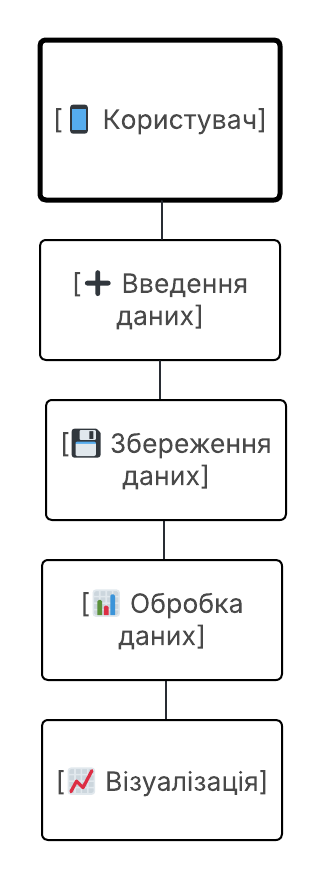 [📱 Користувач]
[➕ Введення
даних]
[💾 Збереження
даних]
[📊 Обробка
даних]
[📈 Візуалізація]